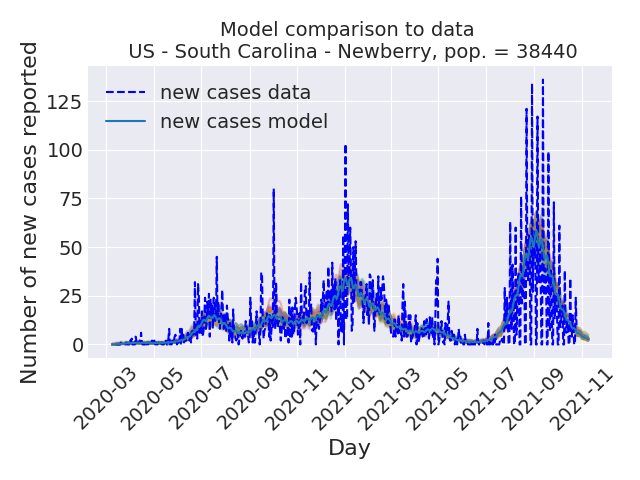 Model comparison to data
US - South Carolina - Newberry, pop. = 38440
Number of new cases reported
new cases data
new cases model
125
100
75
50
25
0
2020-03
2020-05
2020-07
2020-09
2020-11
2021-01
2021-03
2021-05
2021-07
2021-09
2021-11
Day